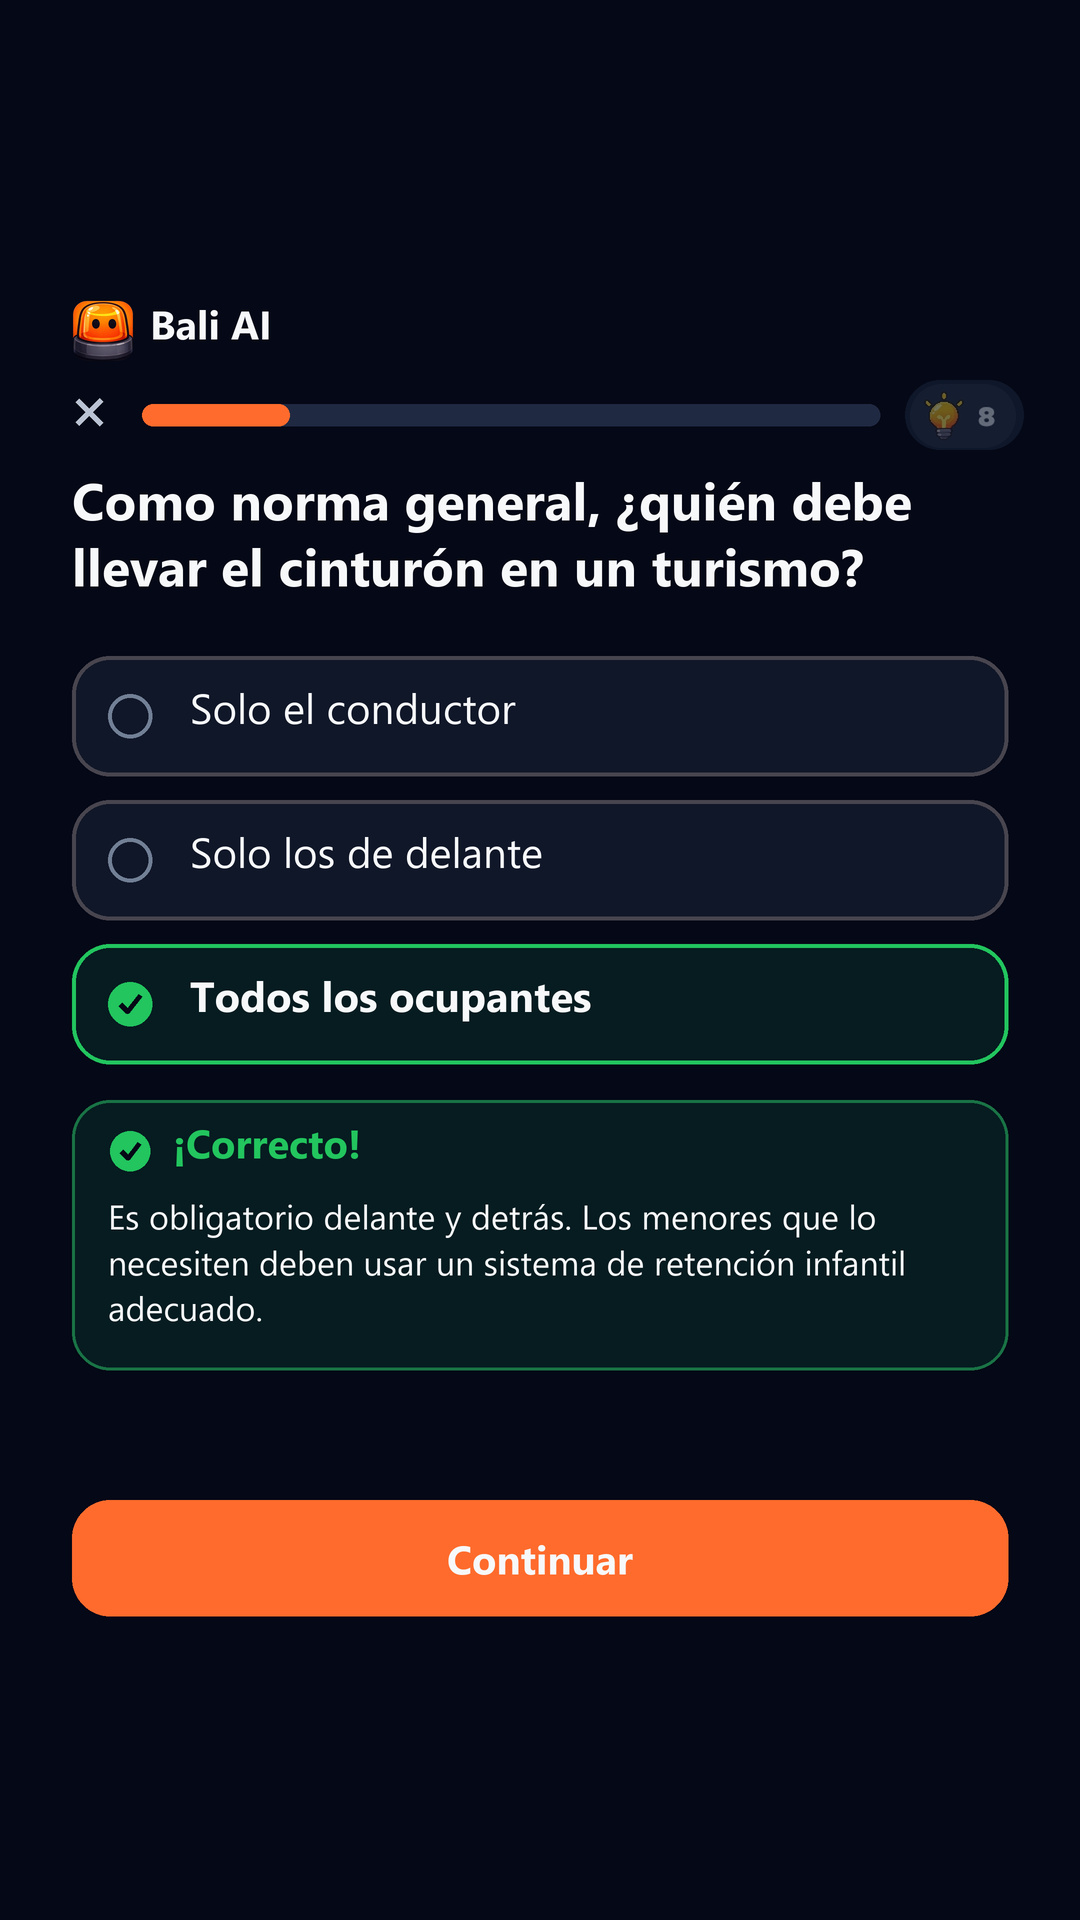 Bali AI
8
Como norma general, ¿quién debe
llevar el cinturón en un turismo?
Solo el conductor
Solo los de delante
Todos los ocupantes
¡Correcto!
Es obligatorio delante y detrás. Los menores que lo
necesiten deben usar un sistema de retención infantil
adecuado.
Continuar